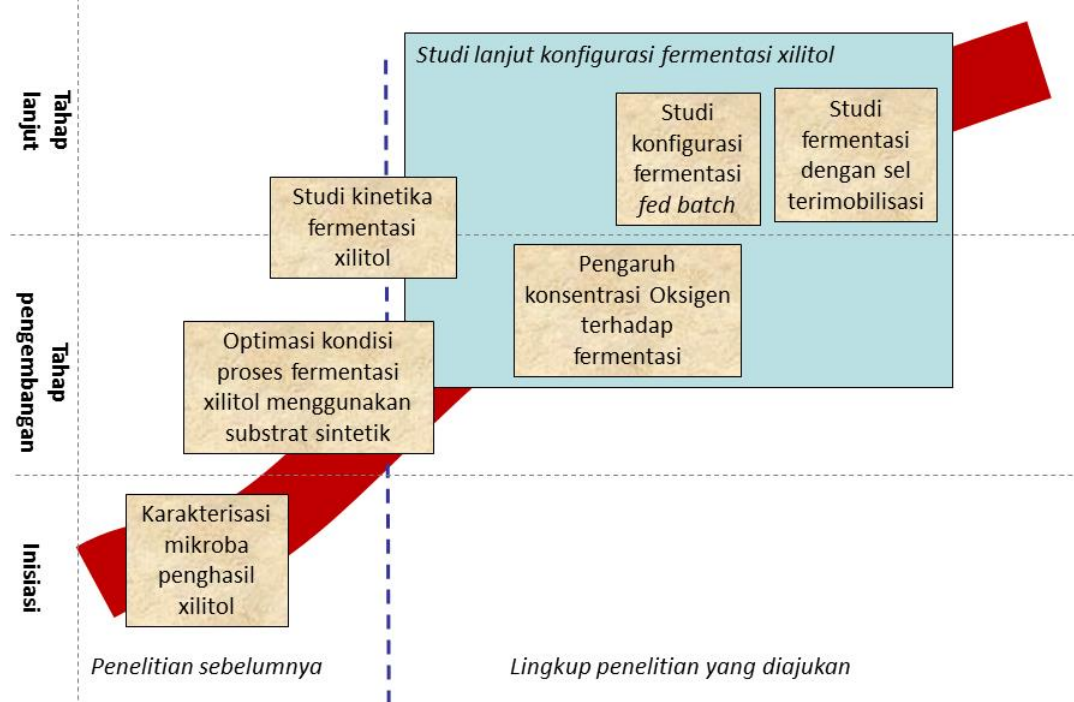 Studi lanjut konfigurasi fermentasi xilitol
Tahap
lanjut
Studi
konfigurasi
fermentasi
fed batch
Studi
fermentasi
dengan sel
terimobilisasi
Studi kinetika
fermentasi
xilitol
Tahap
pengembangan
Pengaruh
konsentrasi Oksigen
terhadap
fermentasi
Optimasi kondisi
proses fermentasi
xilitol menggunakan
substrat sintetik
Inisiasi
Karakterisasi
mikroba
penghasil
xilitol
Penelitian sebelumnya
Lingkup penelitian yang diajukan